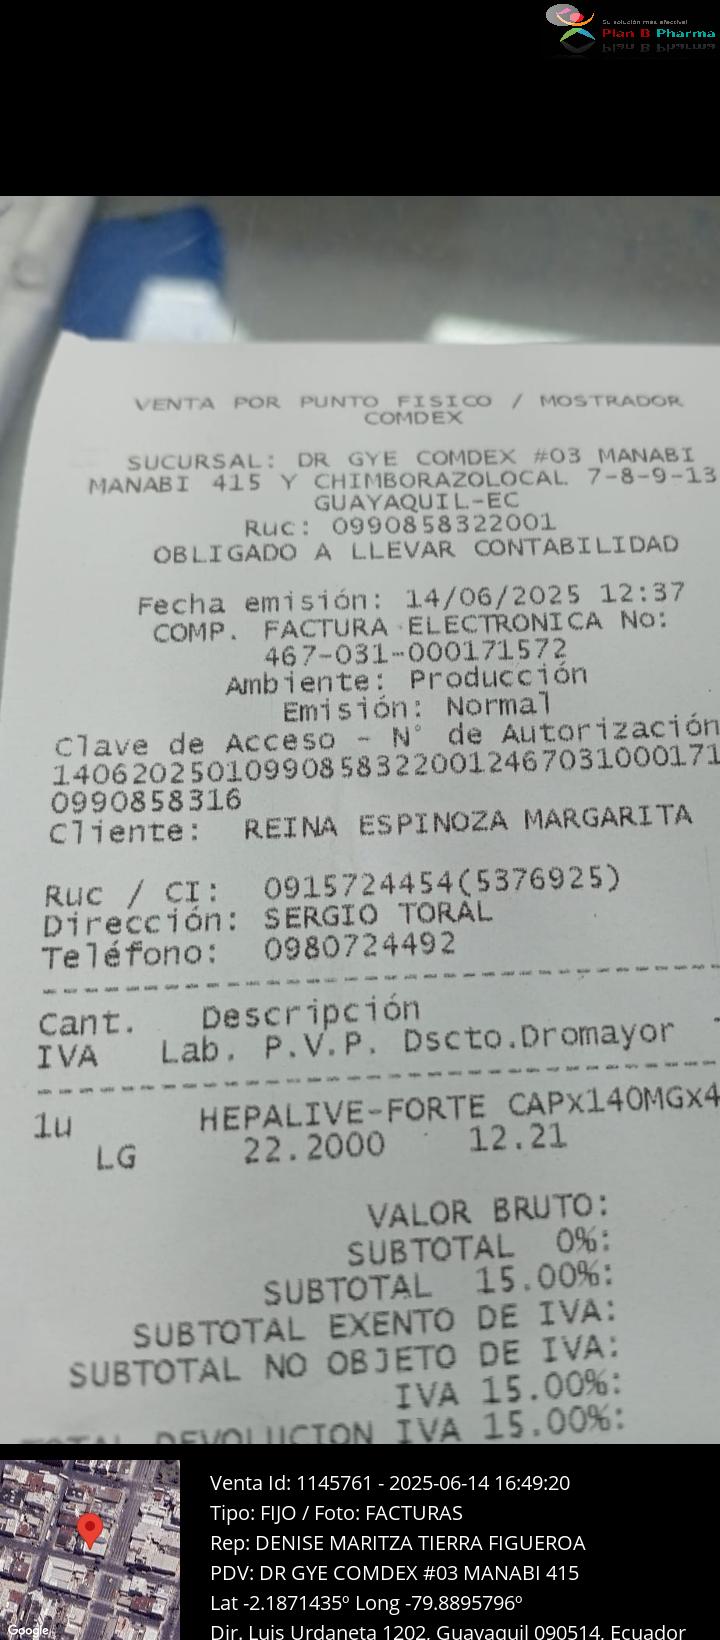 Su solución más efectiva!
Plan B Pharma
VENTA POR PUNTO FISICO / MOSTRADOR
COMDEX
SUCURSAL: DR GYE COMDEX #03 MANABI
MANABI 415 Y CHIMBORAZOLOCAL 7-8-9-13
GUAYAQUIL-EC
Ruc: 0990858322001
OBLIGADO A LLEVAR CONTABILIDAD
Fecha emisión: 14/06/2025 12:37
COMP. FACTURA ELECTRONICA No:
467-031-000171572
Ambiente: Producción
Emisión: Normal
Clave de Acceso - N° de Autorización
140620250109908583220012467031000171
0990858316
Cliente: REINA ESPINOZA MARGARITA
Ruc / CI: 0915724454(5376925)
Dirección: SERGIO TORAL
Teléfono: 0980724492
Cant. Descripción
IVA Lab. P.V.P. Dscto.Dromayor
1u HEPALIVE-FORTE CAPx140MGx4
LG 22.2000 12.21
VALOR BRUTO:
SUBTOTAL 0%:
SUBTOTAL 15.00%:
SUBTOTAL EXENTO DE IVA:
SUBTOTAL NO OBJETO DE IVA:
IVA 15.00%:
TOTAL DEVOLUCION IVA 15.00%:
Venta Id: 1145761 - 2025-06-14 16:49:20
Tipo: FIJO / Foto: FACTURAS
Rep: DENISE MARITZA TIERRA FIGUEROA
PDV: DR GYE COMDEX #03 MANABI 415
Lat -2.1871435º Long -79.8895796º
Dir. Luis Urdaneta 1202, Guayaquil 090514, Ecuador
Google